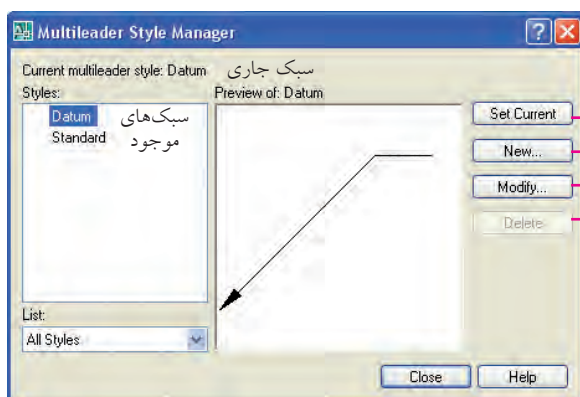 Multileader Style Manager
Current multileader style: Datum سبک جاری
Styles:
Preview of: Datum
Datum
Standard
سبک‌های
موجود
Set Current
New...
Modify...
Delete
List:
All Styles
Close
Help